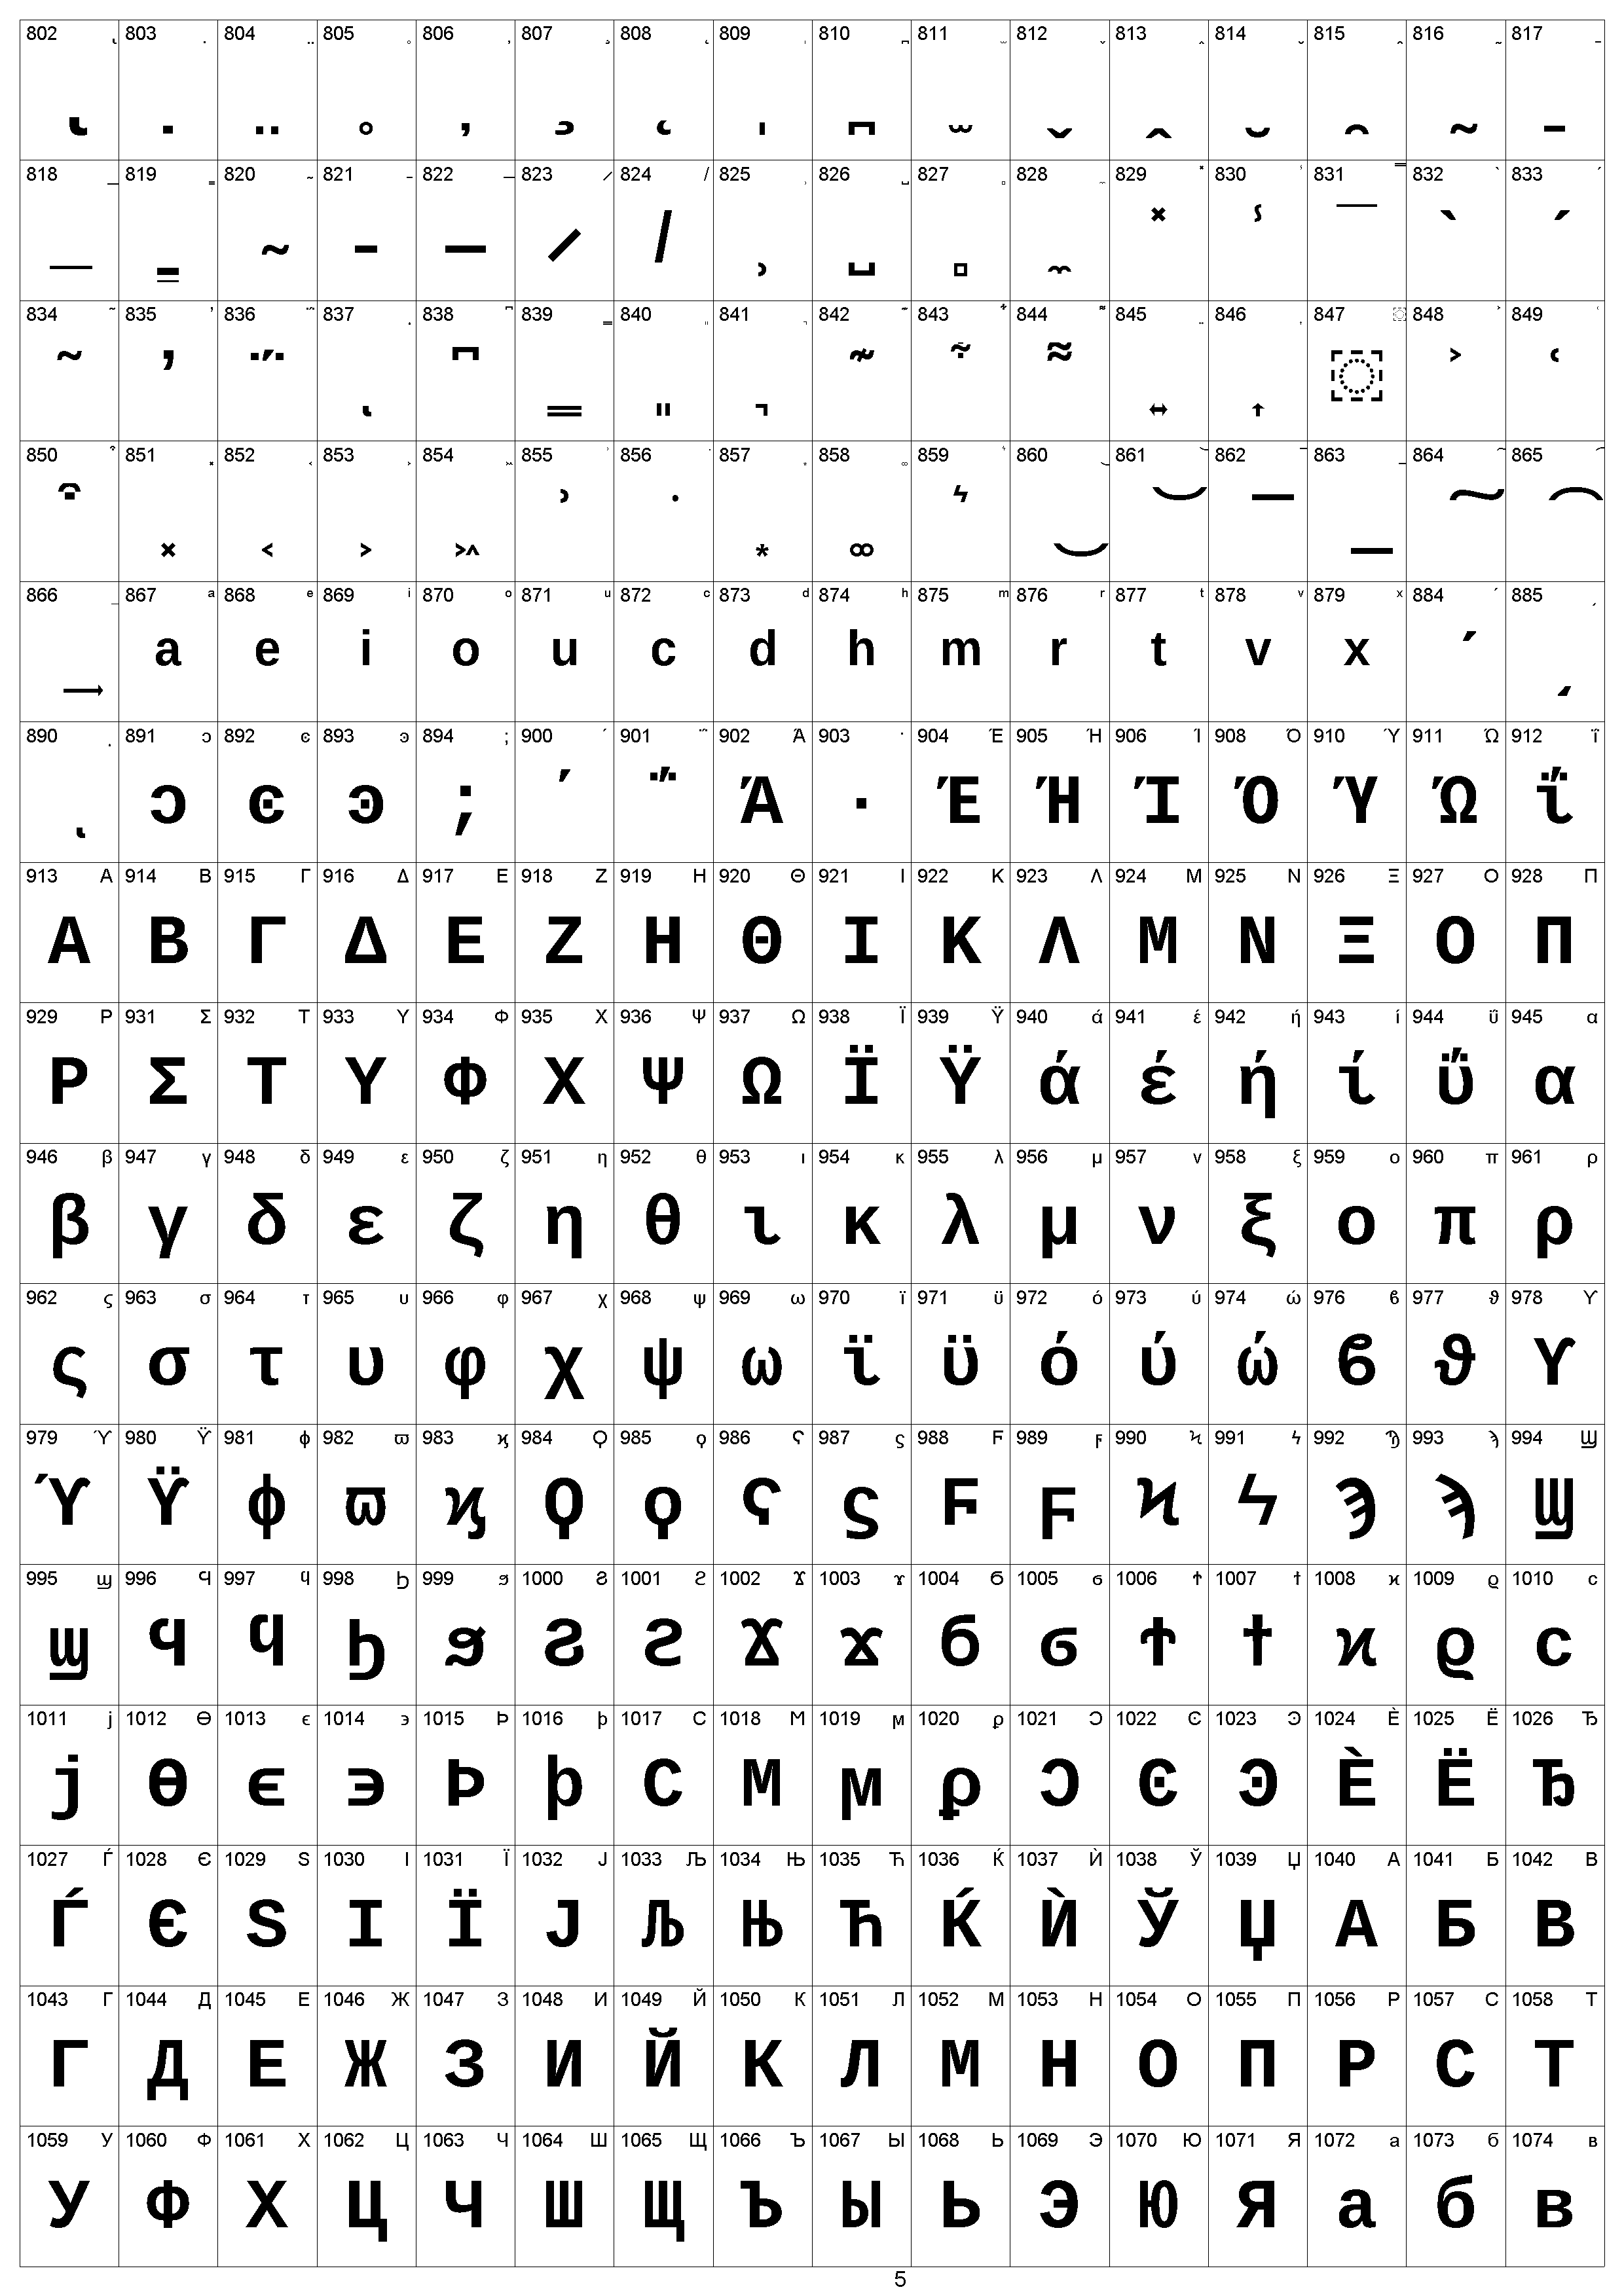 802 ̢ 803 ̣ 804 ̤ 805 ̥ 806 ̦ 807 ̧ 808 ̨ 809 ̩ 810 ̪ 811 ̫ 812 ̬ 813 ̭ 814 ̮ 815 ̯ 816 ̰ 817 ̱
̢ ̣ ̤ ̥ ̦ ̧ ̨ ̩ ̪ ̫ ̬ ̭ ̮ ̯ ̰ ̱
818 ̲ 819 ̳ 820 ̴ 821 ̵ 822 ̶ 823 ̷ 824 ̸ 825 ̹ 826 ̺ 827 ̻ 828 ̼ 829 ̽ 830 ̾ 831 ̿ 832 ̀ 833 ́
̲ ̳ ̴ ̵ ̶ ̷ ̸ ̹ ̺ ̻ ̼ ̽ ̾ ̿ ̀ ́
834 ͂ 835 ̓ 836 ̈́ 837 ͅ 838 ͆ 839 ͇ 840 ͈ 841 ͉ 842 ͊ 843 ͋ 844 ͌ 845 ͍ 846 ͎ 847 ͏ 848 ͐ 849 ͑
͂ ̓ ̈́ ͅ ͆ ͇ ͈ ͉ ͊ ͋ ͌ ͍ ͎ ͏ ͐ ͑
850 ͒ 851 ͓ 852 ͔ 853 ͕ 854 ͖ 855 ͗ 856 ͘ 857 ͙ 858 ͚ 859 ͛ 860 ͜ 861 ͝ 862 ͞ 863 ͟ 864 ͠ 865 ͡
͒ ͓ ͔ ͕ ͖ ͗ ͘ ͙ ͚ ͛ ͜ ͝ ͞ ͟ ͠ ͡
866 ͢ 867 ͣ 868 ͤ 869 ͥ 870 ͦ 871 ͧ 872 ͨ 873 ͩ 874 ͪ 875 ͫ 876 ͬ 877 ͭ 878 ͮ 879 ͯ 884 ʹ 885 ͵
͢ a e i o u c d h m r t v x ʹ ͵
890 ͺ 891 ͻ 892 ͼ 893 ͽ 894 ; 900 ΄ 901 ΅ 902 Ά 903 · 904 Έ 905 Ή 906 Ί 908 Ό 910 Ύ 911 Ώ 912 ΐ
ͺ ͻ ͼ ͽ ; ΄ ΅ Ά · Έ Ή Ί Ό Ύ Ώ ΐ
913 Α 914 Β 915 Γ 916 Δ 917 Ε 918 Ζ 919 Η 920 Θ 921 Ι 922 Κ 923 Λ 924 Μ 925 Ν 926 Ξ 927 Ο 928 Π
Α Β Γ Δ Ε Ζ Η Θ Ι Κ Λ Μ Ν Ξ Ο Π
929 Ρ 931 Σ 932 Τ 933 Υ 934 Φ 935 Χ 936 Ψ 937 Ω 938 Ϊ 939 Ϋ 940 ά 941 έ 942 ή 943 ί 944 ΰ 945 α
Ρ Σ Τ Υ Φ Χ Ψ Ω Ϊ Ϋ ά έ ή ί ΰ α
946 β 947 γ 948 δ 949 ε 950 ζ 951 η 952 θ 953 ι 954 κ 955 λ 956 μ 957 ν 958 ξ 959 ο 960 π 961 ρ
β γ δ ε ζ η θ ι κ λ μ ν ξ ο π ρ
962 ς 963 σ 964 τ 965 υ 966 φ 967 χ 968 ψ 969 ω 970 ϊ 971 ϋ 972 ό 973 ύ 974 ώ 976 ϐ 977 ϑ 978 ϒ
ς σ τ υ φ χ ψ ω ϊ ϋ ό ύ ώ ϐ ϑ ϒ
979 ϓ 980 ϔ 981 ϕ 982 ϖ 983 ϗ 984 Ϙ 985 ϙ 986 Ϛ 987 ϛ 988 Ϝ 989 ϝ 990 Ϟ 991 ϟ 992 Ϡ 993 ϡ 994 Ϣ
ϓ ϔ ϕ ϖ ϗ Ϙ ϙ Ϛ ϛ Ϝ ϝ Ϟ ϟ Ϡ ϡ Ϣ
995 ϣ 996 Ϥ 997 ϥ 998 Ϧ 999 ϧ 1000 Ϩ 1001 ϩ 1002 Ϫ 1003 ϫ 1004 Ϭ 1005 ϭ 1006 Ϯ 1007 ϯ 1008 ϰ 1009 ϱ 1010 ϲ
ϣ Ϥ ϥ Ϧ ϧ Ϩ ϩ Ϫ ϫ Ϭ ϭ Ϯ ϯ ϰ ϱ ϲ
1011 ϳ 1012 ϴ 1013 ϵ 1014 ϶ 1015 Ϸ 1016 ϸ 1017 Ϲ 1018 Ϻ 1019 ϻ 1020 ϼ 1021 Ͻ 1022 Ͼ 1023 Ͽ 1024 Ѐ 1025 Ё 1026 Ђ
ϳ ϴ ϵ ϶ Ϸ ϸ Ϲ Ϻ ϻ ϼ Ͻ Ͼ Ͽ Ѐ Ё Ђ
1027 Ѓ 1028 Є 1029 Ѕ 1030 І 1031 Ї 1032 Ј 1033 Љ 1034 Њ 1035 Ћ 1036 Ќ 1037 Ѝ 1038 Ў 1039 Џ 1040 А 1041 Б 1042 В
Ѓ Є Ѕ І Ї Ј Љ Њ Ћ Ќ Ѝ Ў Џ А Б В
1043 Г 1044 Д 1045 Е 1046 Ж 1047 З 1048 И 1049 Й 1050 К 1051 Л 1052 М 1053 Н 1054 О 1055 П 1056 Р 1057 С 1058 Т
Г Д Е Ж З И Й К Л М Н О П Р С Т
1059 У 1060 Ф 1061 Х 1062 Ц 1063 Ч 1064 Ш 1065 Щ 1066 Ъ 1067 Ы 1068 Ь 1069 Э 1070 Ю 1071 Я 1072 а 1073 б 1074 в
У Ф Х Ц Ч Ш Щ Ъ Ы Ь Э Ю Я а б в
5